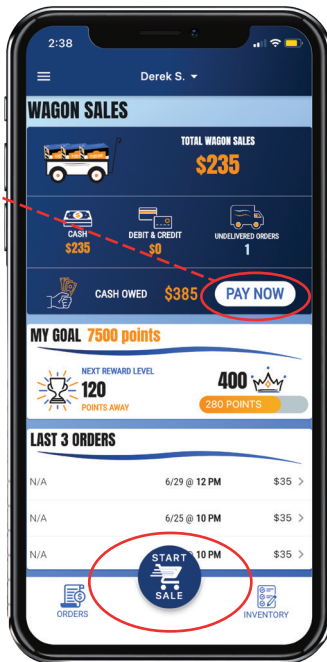 2:38
Derek S.
WAGON SALES
TOTAL WAGON SALES
$235
CASH
$235
DEBIT & CREDIT
$0
UNDELIVERED ORDERS
1
CASH OWED $385 PAY NOW
MY GOAL 7500 points
NEXT REWARD LEVEL
120
POINTS AWAY
400
280 POINTS
LAST 3 ORDERS
N/A 6/29 @ 12 PM $35 >
N/A 6/25 @ 10 PM $35 >
N/A 10 PM $35 >
START
SALE
ORDERS
INVENTORY